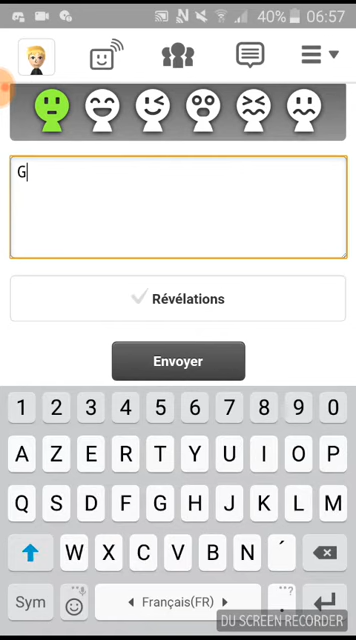 40% 06:57
G
Révélations
Envoyer
1 2 3 4 5 6 7 8 9 0
A Z E R T Y U I O P
Q S D F G H J K L M
W X C V B N ´
Sym Français(FR) . ?
DU SCREEN RECORDER